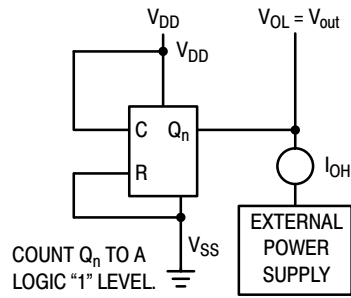 V_DD V_OL = V_out
V_DD
C Q_n
R I_OH
EXTERNAL
POWER
SUPPLY
V_SS
COUNT Q_n TO A
LOGIC “1” LEVEL.